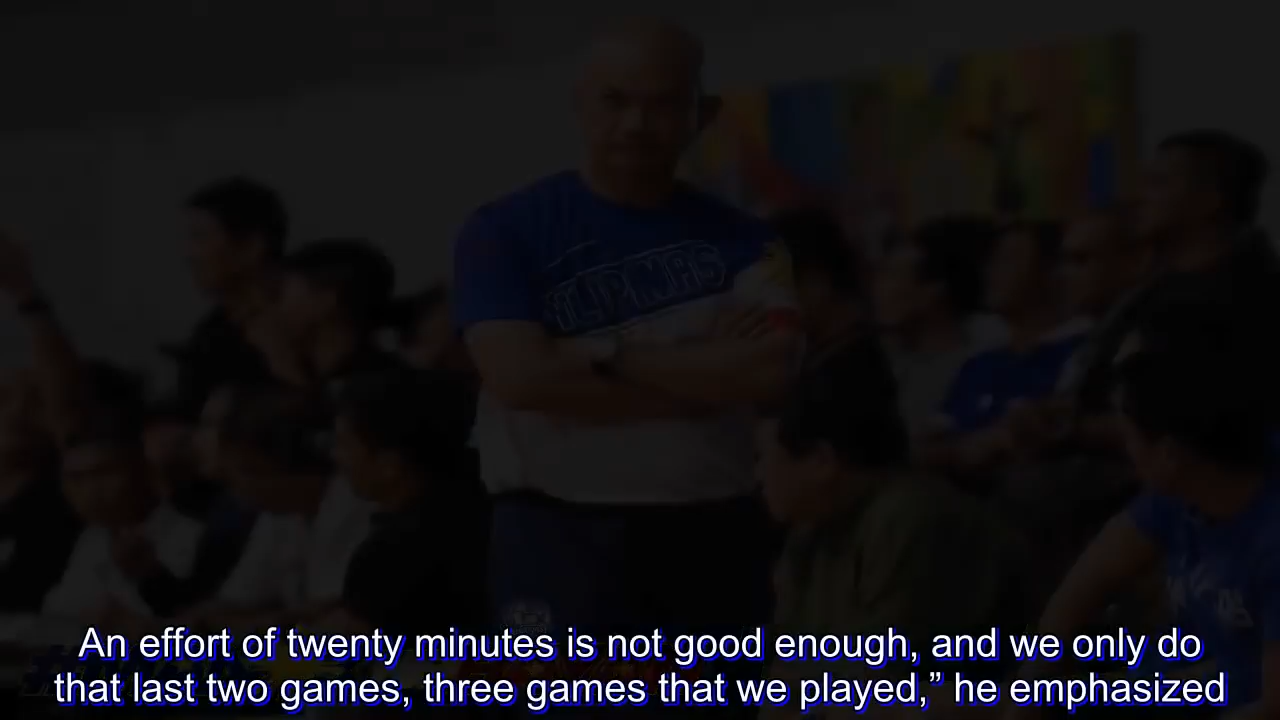 An effort of twenty minutes is not good enough, and we only do
that last two games, three games that we played,” he emphasized